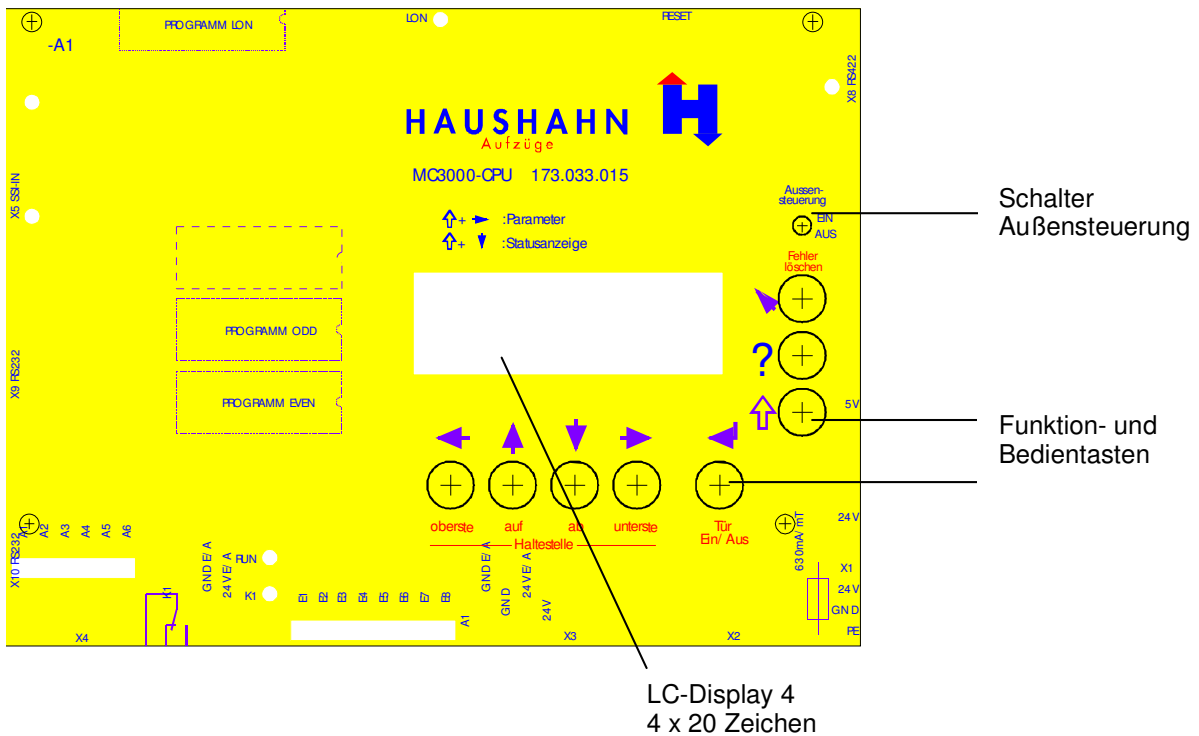 PROGRAMM LON
LON
RESET
-A1
X8 RS422
HAUSHAHN
Aufzüge
MC3000-CPU 173.033.015
X5 SSI-IN
Aussen-
steuerung
EIN
AUS
Schalter
Außensteuerung
+ :Parameter
+ :Statusanzeige
Fehler
löschen
PROGRAMM ODD
?
X9 RS232
PROGRAMM EVEN
5V
Funktion- und
Bedientasten
oberste auf ab unterste
Haltestelle
Tür
Ein/ Aus
24V
630mA/ mT
X10 RS232
A1 A2 A3 A4 A5 A6
K1
GND E/ A
24V E/ A
RUN
K1
E1 E2 E3 E4 E5 E6 E7 E8
A1
GND E/ A
GND
24V E/ A
24V
X1
24V
GND
PE
X4
X3
X2
LC-Display 4
4 x 20 Zeichen